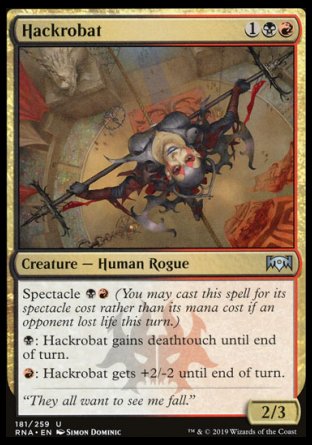 Hackrobat 1
Creature — Human Rogue
Spectacle (You may cast this spell for its
spectacle cost rather than its mana cost if an
opponent lost life this turn.)
: Hackrobat gains deathtouch until end
of turn.
: Hackrobat gets +2/-2 until end of turn.
“They all want to see me fall.”
2/3
181/259 U
RNA • EN SIMON DOMINIC
™ & © 2019 Wizards of the Coast